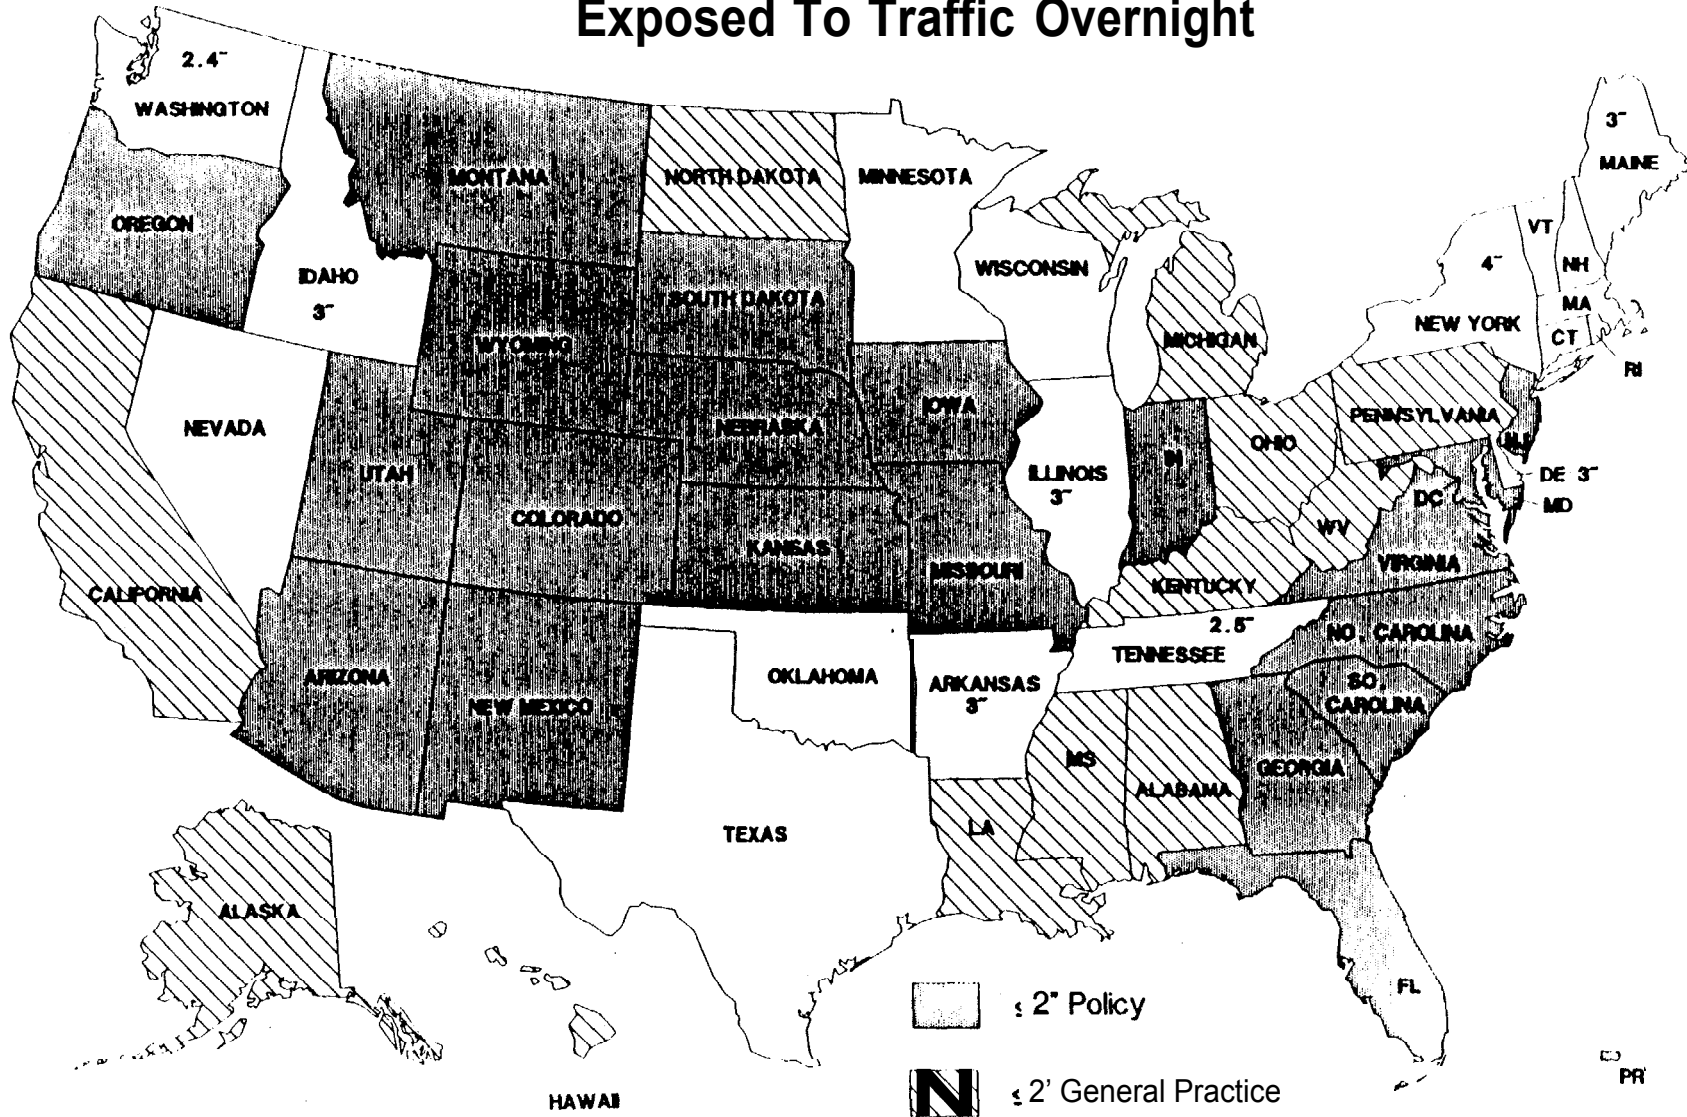 Exposed To Traffic Overnight
2.4"
WASHINGTON
3"
MAINE
MONTANA
NORTH DAKOTA
MINNESOTA
OREGON
VT
IDAHO
3"
WISCONSIN
4"
NH
SOUTH DAKOTA
MA
NEW YORK
WYOMING
MICHIGAN
CT
RI
IOWA
NEVADA
NEBRASKA
PENNSYLVANIA
NJ
OHIO
UTAH
ILLINOIS
3"
IN
DE 3"
DC
MD
COLORADO
KANSAS
WV
MISSOURI
VIRGINIA
CALIFORNIA
KENTUCKY
2.5"
TENNESSEE
NO. CAROLINA
ARIZONA
OKLAHOMA
ARKANSAS
3"
SO.
CAROLINA
NEW MEXICO
MS
GEORGIA
ALABAMA
TEXAS
LA
ALASKA
FL
≤ 2" Policy
PR
N ≤ 2' General Practice
HAWAII